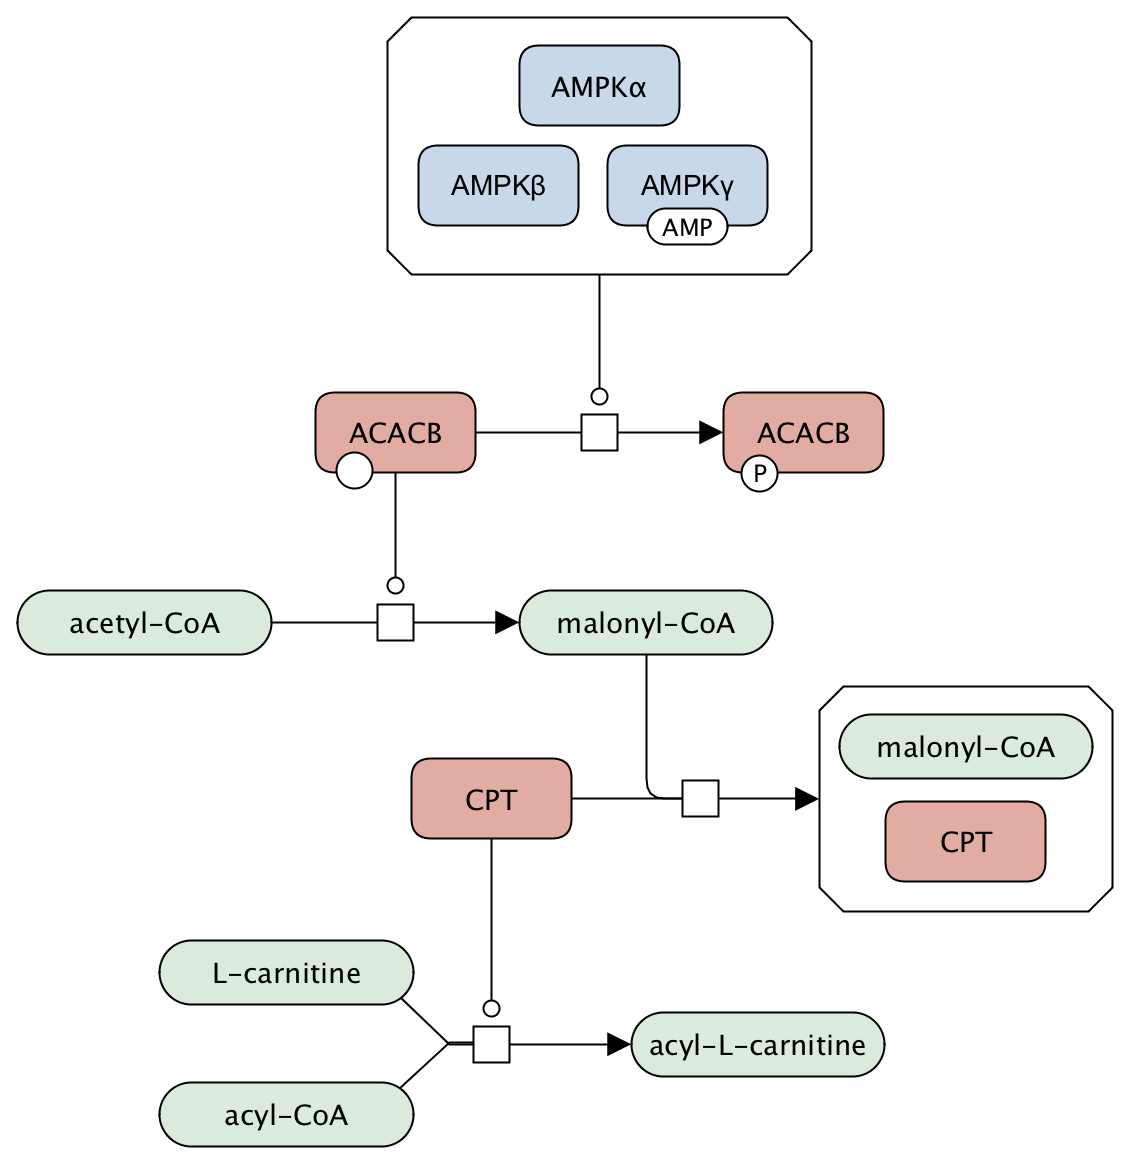 AMPKα
AMPKβ
AMPKγ
AMP
ACACB
ACACB
P
acetyl-CoA
malonyl-CoA
malonyl-CoA
CPT
CPT
L-carnitine
acyl-L-carnitine
acyl-CoA